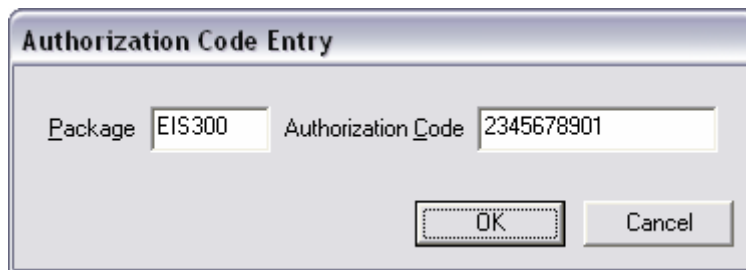 Authorization Code Entry
Package EIS300 Authorization Code 2345678901
OK Cancel